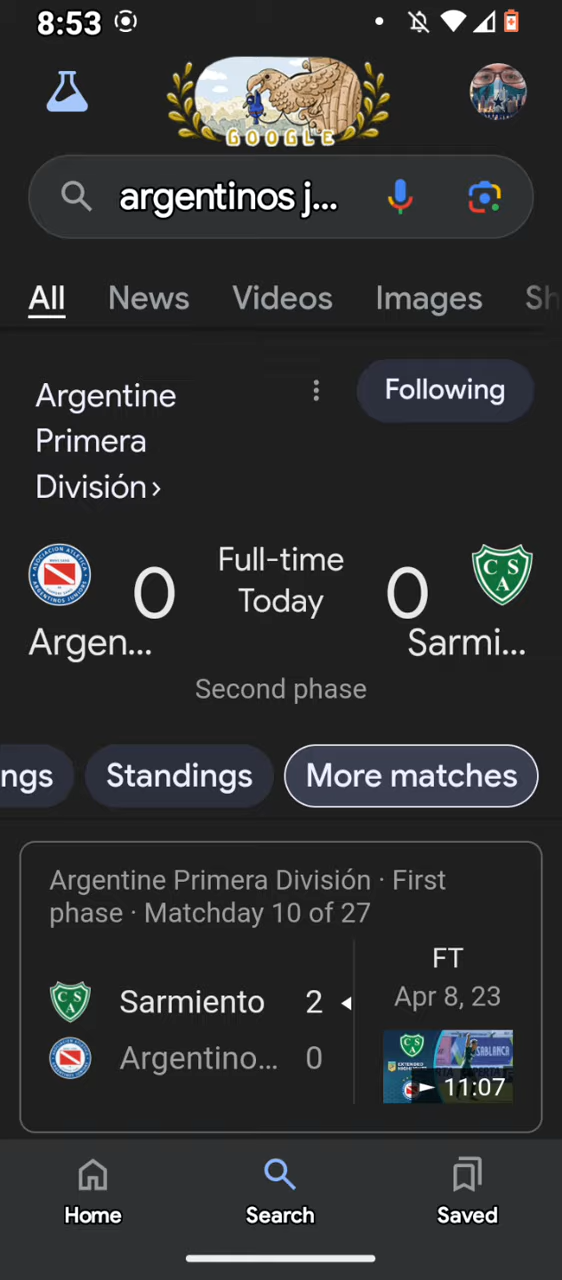 8:53
GOOGLE
argentinos j...
All News Videos Images Sh
Argentine
Primera
División ›
Following
0 Full-time 0
Today
Argen... Sarmi...
Second phase
ngs Standings More matches
Argentine Primera División · First
phase · Matchday 10 of 27
FT
Sarmiento 2
Apr 8, 23
Argentino... 0
11:07
Home Search Saved